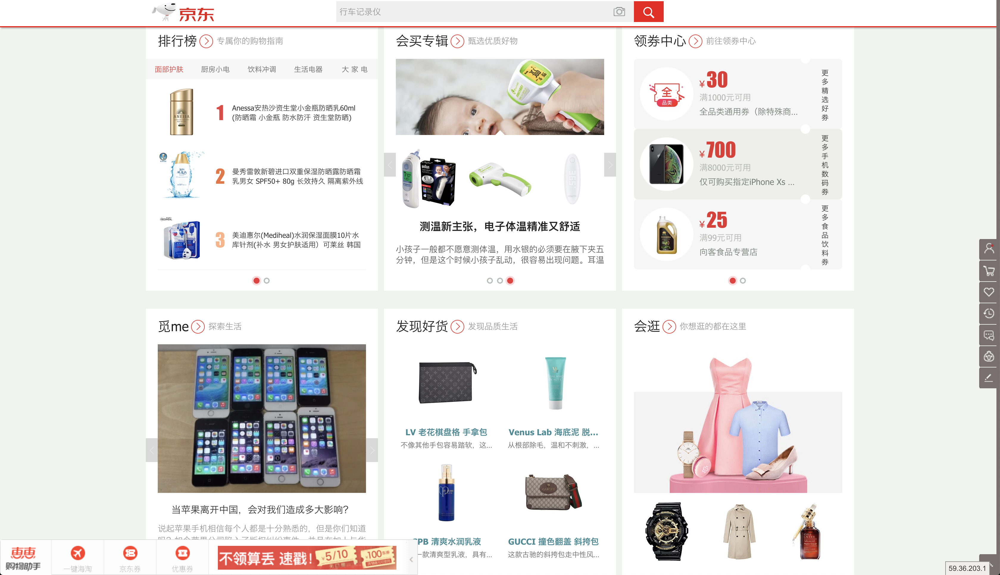 京东
行车记录仪
排行榜 专属你的购物指南
面部护肤 厨房小电 饮料冲调 生活电器 大 家 电
ANESSA
1
Anessa安热沙资生堂小金瓶防晒乳60ml
(防晒霜 小金瓶 防水防汗 资生堂防晒)
SKIN
AQUA
2
曼秀雷敦新碧进口双重保湿防晒露防晒霜
乳男女 SPF50+ 80g 长效持久 隔离紫外线
MEDIHEAL
3
美迪惠尔(Mediheal)水润保湿面膜10片水
库针剂(补水 男女护肤适用）可莱丝 韩国
会买专辑 甄选优质好物
BRAUN
测温新主张，电子体温精准又舒适
小孩子一般都不愿意测体温，用水银的必须要在腋下夹五
分钟，但是这个时候小孩子乱动，很容易出现问题。耳温
领券中心 前往领券中心
全
品类
¥30
满1000元可用
全品类通用券（除特殊商...
更多精选好券
¥700
满8000元可用
仅可购买指定iPhone Xs ...
更多手机数码券
¥25
满99元可用
向客食品专营店
更多食品饮料券
觅me 探索生活
当苹果离开中国，会对我们造成多大影响？
说起苹果手机相信每个人都是十分熟悉的，但是你们知道
发现好货 发现品质生活
LV 老花棋盘格 手拿包
不像其他手包容易踏软，这...
Venus Lab 海底泥 脱...
从根部除毛，温和不刺激，...
PB 清爽水润乳液
一款清爽型乳液，具有...
GUCCI 撞色翻盖 斜挎包
这款古驰的斜挎包走中性风...
会逛 你想逛的都在这里
G-SHOCK
PROTECTION
ESTEE
LAUDER
Advanced
Night Repair
惠惠
购物助手
一键海淘
京东券
优惠券
不领算丢 速戳!
¥5/10
无门槛
¥100东券
59.36.203.1